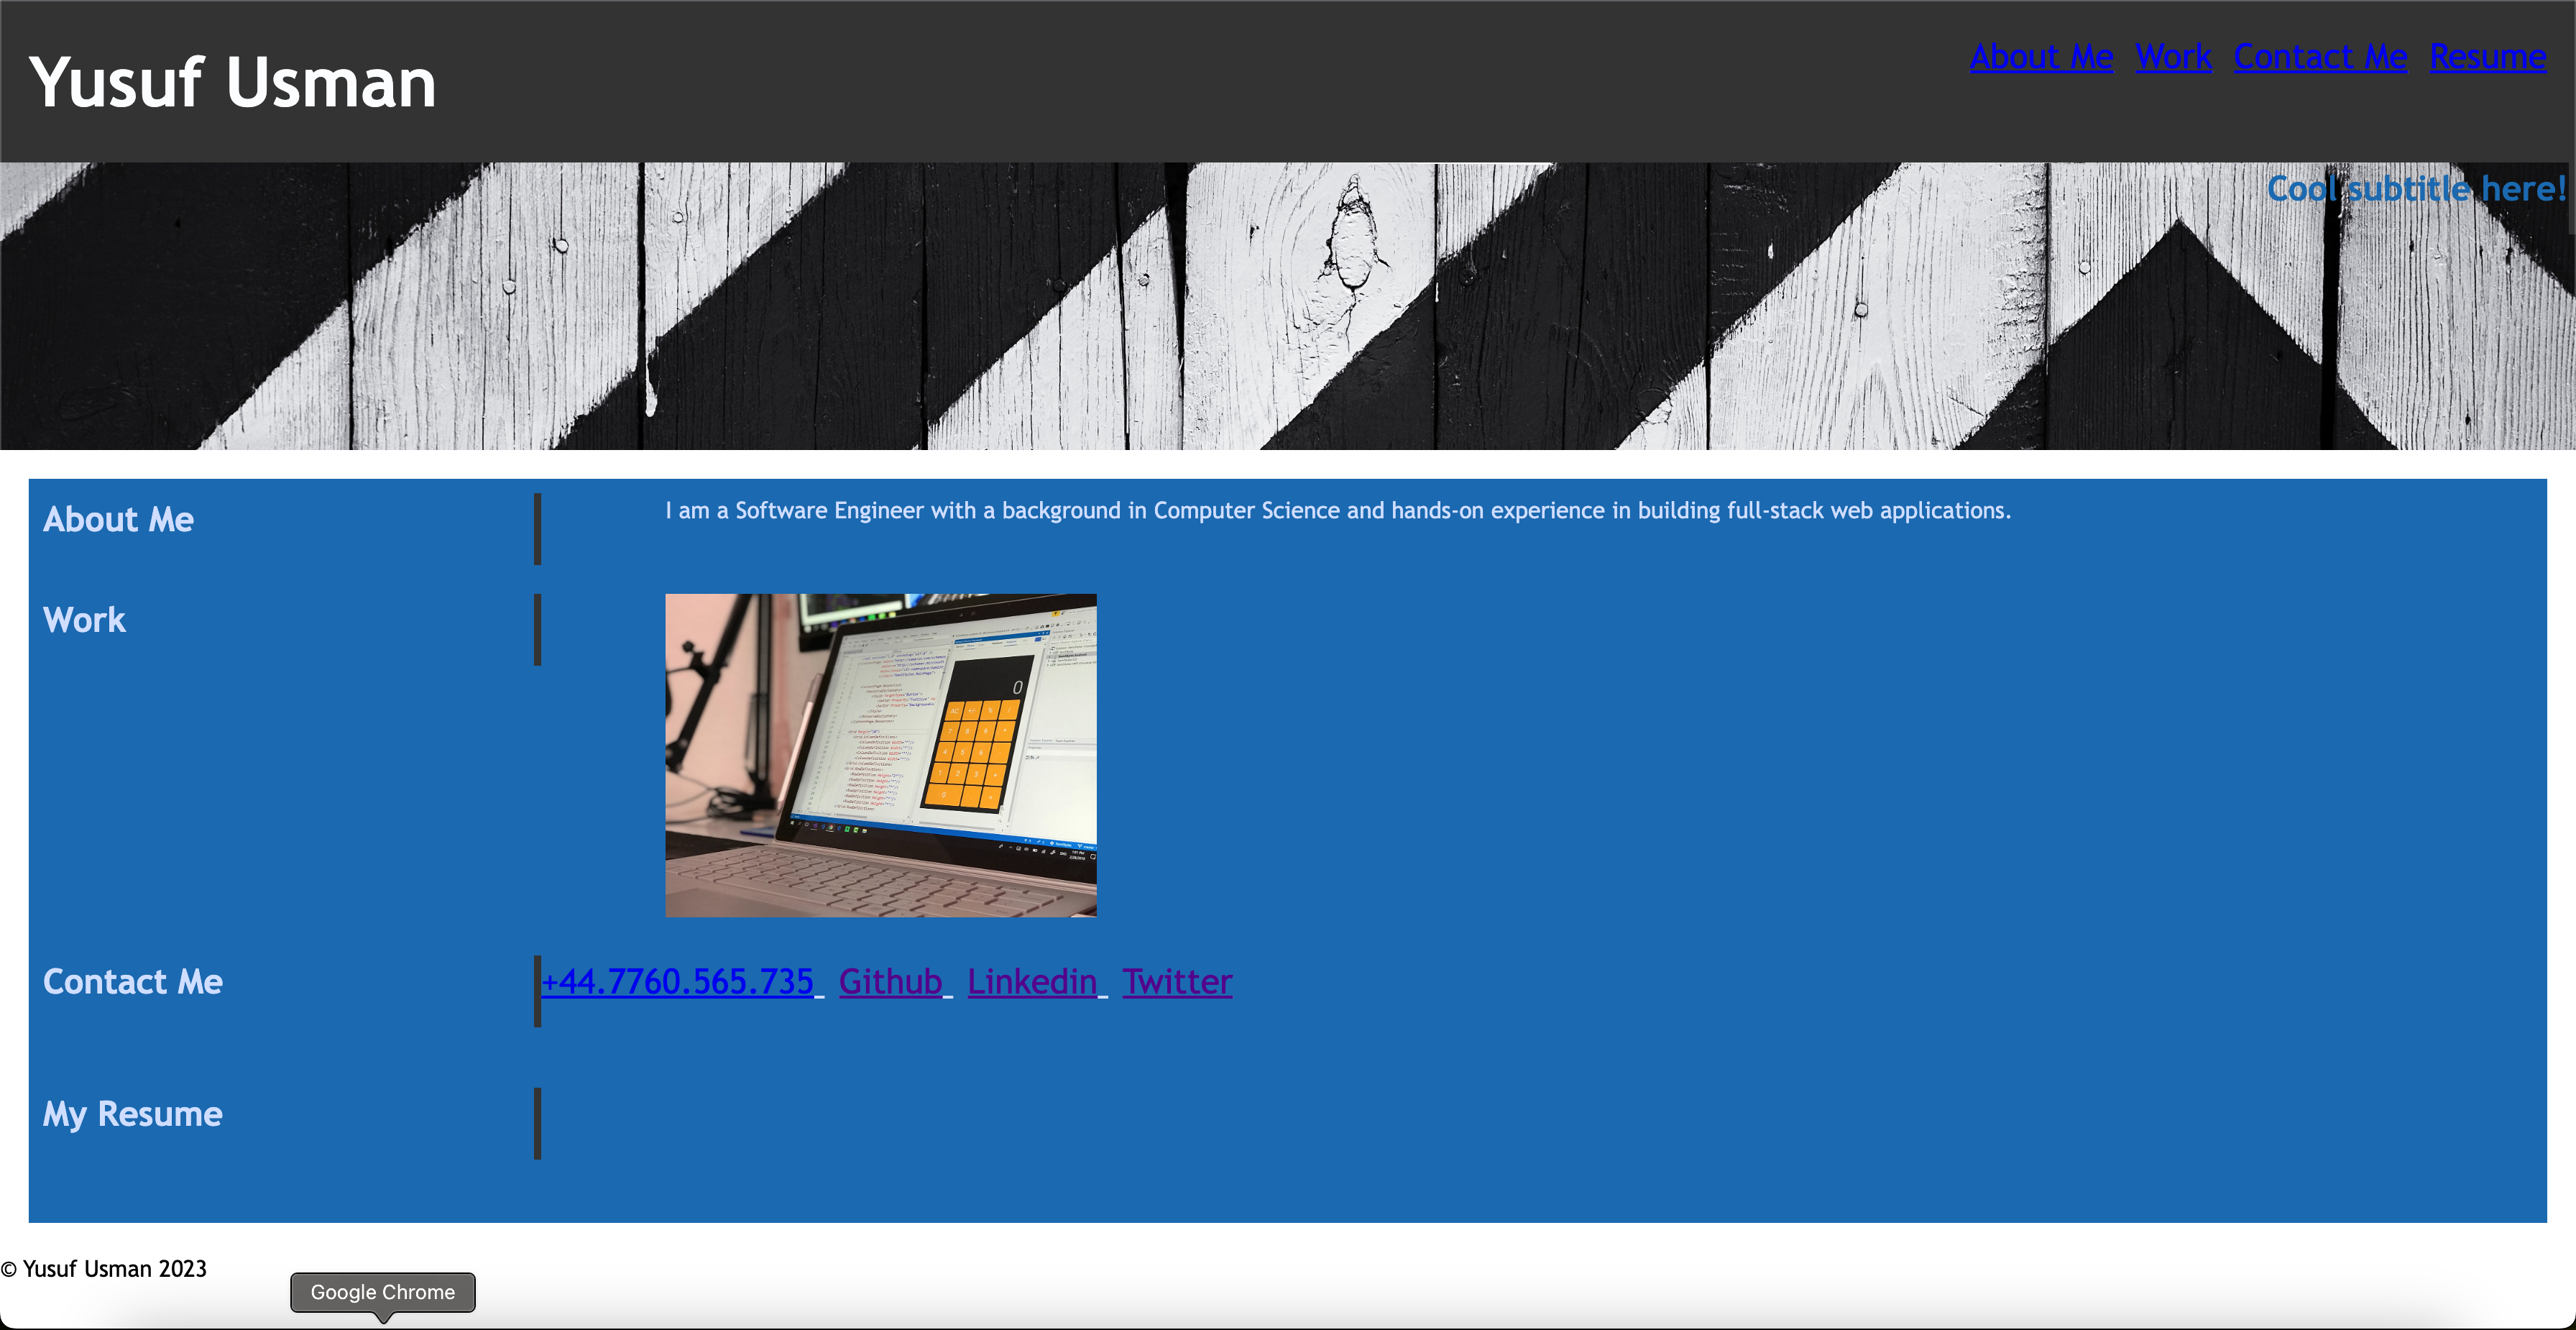 Yusuf Usman
About Me Work Contact Me Resume
Cool subtitle here!
About Me
I am a Software Engineer with a background in Computer Science and hands-on experience in building full-stack web applications.
Work
0
Contact Me
+44.7760.565.735 Github Linkedin Twitter
My Resume
© Yusuf Usman 2023
Google Chrome